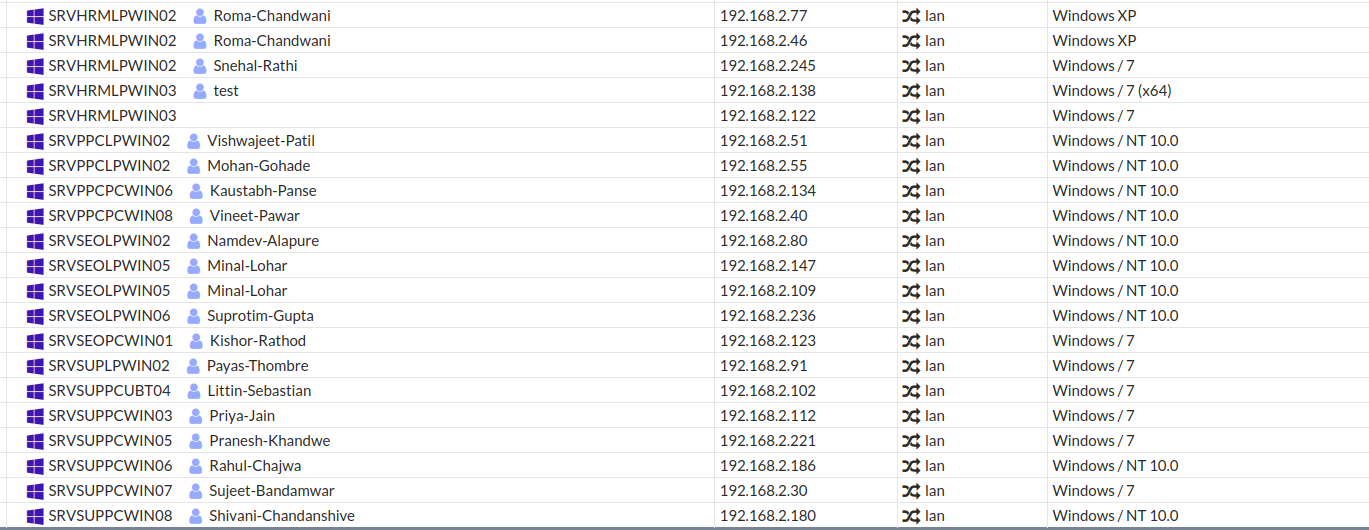 SRVHRMLPWIN02 Roma-Chandwani 192.168.2.77 lan Windows XP
SRVHRMLPWIN02 Roma-Chandwani 192.168.2.46 lan Windows XP
SRVHRMLPWIN02 Snehal-Rathi 192.168.2.245 lan Windows / 7
SRVHRMLPWIN03 test 192.168.2.138 lan Windows / 7 (x64)
SRVHRMLPWIN03 192.168.2.122 lan Windows / 7
SRVPPCLPWIN02 Vishwajeet-Patil 192.168.2.51 lan Windows / NT 10.0
SRVPPCLPWIN02 Mohan-Gohade 192.168.2.55 lan Windows / NT 10.0
SRVPPCPCWIN06 Kaustabh-Panse 192.168.2.134 lan Windows / NT 10.0
SRVPPCPCWIN08 Vineet-Pawar 192.168.2.40 lan Windows / NT 10.0
SRVSEOLPWIN02 Namdev-Alapure 192.168.2.80 lan Windows / NT 10.0
SRVSEOLPWIN05 Minal-Lohar 192.168.2.147 lan Windows / NT 10.0
SRVSEOLPWIN05 Minal-Lohar 192.168.2.109 lan Windows / NT 10.0
SRVSEOLPWIN06 Suprotim-Gupta 192.168.2.236 lan Windows / NT 10.0
SRVSEOPCWIN01 Kishor-Rathod 192.168.2.123 lan Windows / 7
SRVSUPLPWIN02 Payas-Thombre 192.168.2.91 lan Windows / 7
SRVSUPPCUBT04 Littin-Sebastian 192.168.2.102 lan Windows / 7
SRVSUPPCWIN03 Priya-Jain 192.168.2.112 lan Windows / 7
SRVSUPPCWIN05 Pranesh-Khandwe 192.168.2.221 lan Windows / 7
SRVSUPPCWIN06 Rahul-Chajwa 192.168.2.186 lan Windows / NT 10.0
SRVSUPPCWIN07 Sujeet-Bandamwar 192.168.2.30 lan Windows / 7
SRVSUPPCWIN08 Shivani-Chandanshive 192.168.2.180 lan Windows / NT 10.0